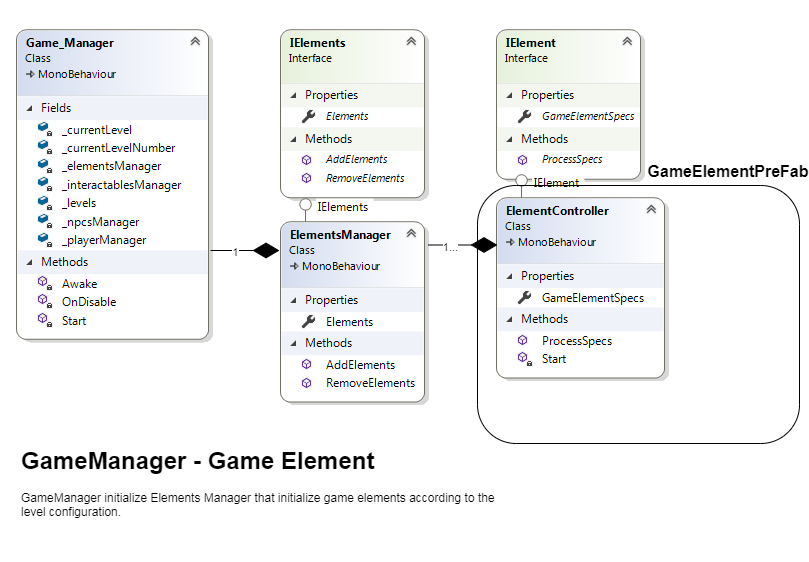 Game_Manager
Class
MonoBehaviour
Fields
_currentLevel
_currentLevelNumber
_elementsManager
_interactablesManager
_levels
_npcsManager
_playerManager
Methods
Awake
OnDisable
Start
IElements
Interface
Properties
Elements
Methods
AddElements
RemoveElements
IElements
1
ElementsManager
Class
MonoBehaviour
Properties
Elements
Methods
AddElements
RemoveElements
IElement
Interface
Properties
GameElementSpecs
Methods
ProcessSpecs
GameElementPreFab
IElement
1...
ElementController
Class
MonoBehaviour
Properties
GameElementSpecs
Methods
ProcessSpecs
Start
GameManager - Game Element
GameManager initialize Elements Manager that initialize game elements according to the
level configuration.